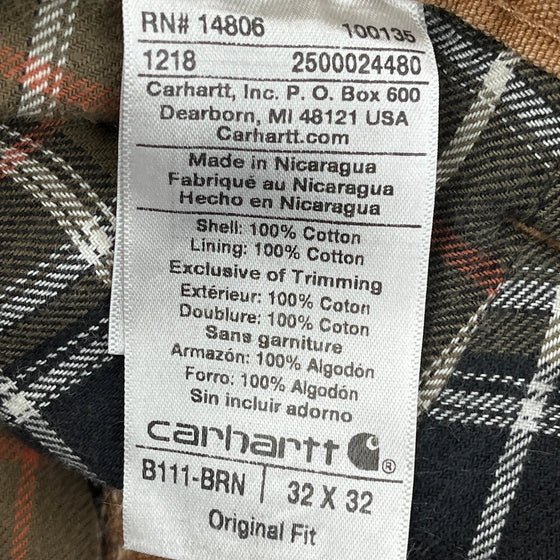 RN# 14806 100135
1218 2500024480
Carhartt, Inc. P. O. Box 600
Dearborn, MI 48121 USA
Carhartt.com
Made in Nicaragua
Fabriqué au Nicaragua
Hecho en Nicaragua
Shell: 100% Cotton
Lining: 100% Cotton
Exclusive of Trimming
Extérieur: 100% Coton
Doublure: 100% Coton
Sans garniture
Armazón: 100% Algodón
Forro: 100% Algodón
Sin incluir adorno
carhartt ®
B111-BRN | 32 X 32
Original Fit